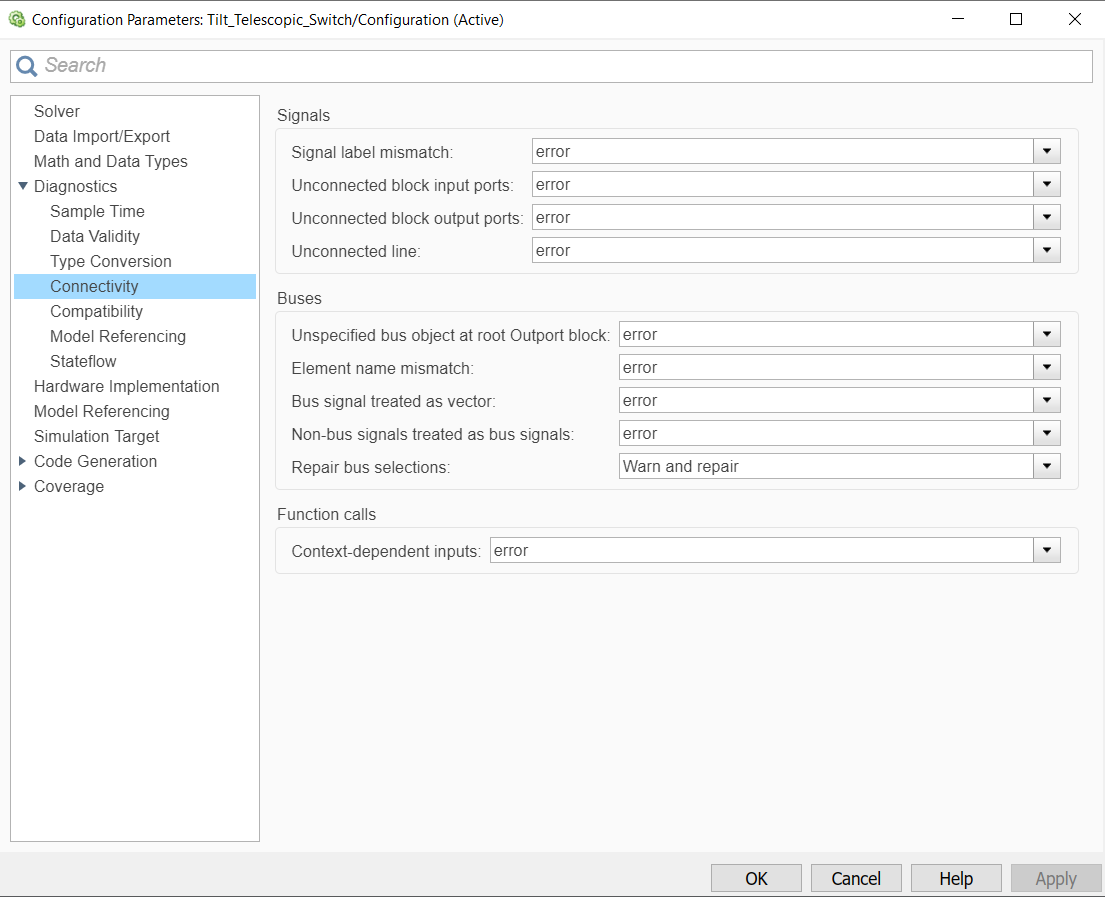 Configuration Parameters: Tilt_Telescopic_Switch/Configuration (Active)
Search
Solver
Data Import/Export
Math and Data Types
Diagnostics
Sample Time
Data Validity
Type Conversion
Connectivity
Compatibility
Model Referencing
Stateflow
Hardware Implementation
Model Referencing
Simulation Target
Code Generation
Coverage
Signals
Signal label mismatch: error
Unconnected block input ports: error
Unconnected block output ports: error
Unconnected line: error
Buses
Unspecified bus object at root Outport block: error
Element name mismatch: error
Bus signal treated as vector: error
Non-bus signals treated as bus signals: error
Repair bus selections: Warn and repair
Function calls
Context-dependent inputs: error
OK Cancel Help Apply